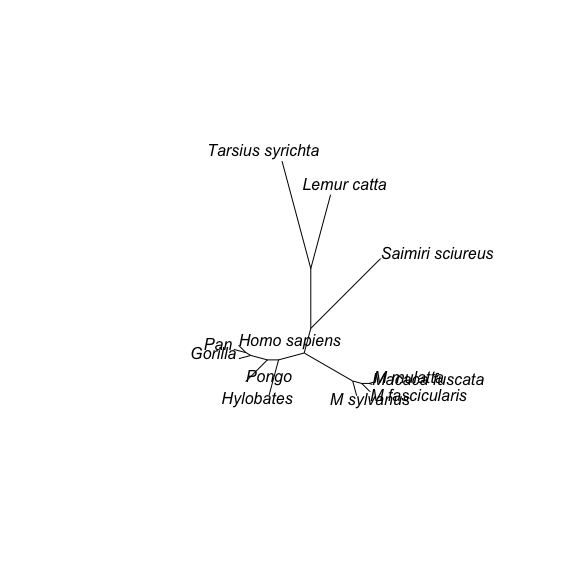 Tarsius syrichta
Lemur catta
Saimiri sciureus
Homo sapiens
Pan
Gorilla
Pongo
M mulatta
Macaca fuscata
Hylobates
M fascicularis
M sylvanus